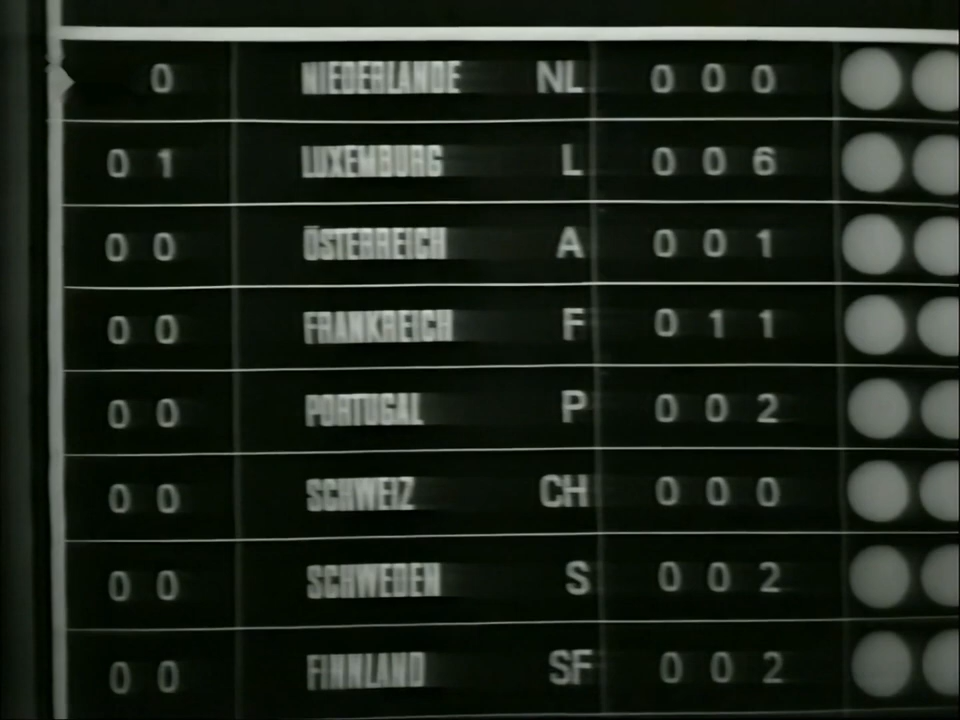 0 NIEDERLANDE NL 0 0 0
0 1 LUXEMBURG L 0 0 6
0 0 ÖSTERREICH A 0 0 1
0 0 FRANKREICH F 0 1 1
0 0 PORTUGAL P 0 0 2
0 0 SCHWEIZ CH 0 0 0
0 0 SCHWEDEN S 0 0 2
0 0 FINNLAND SF 0 0 2